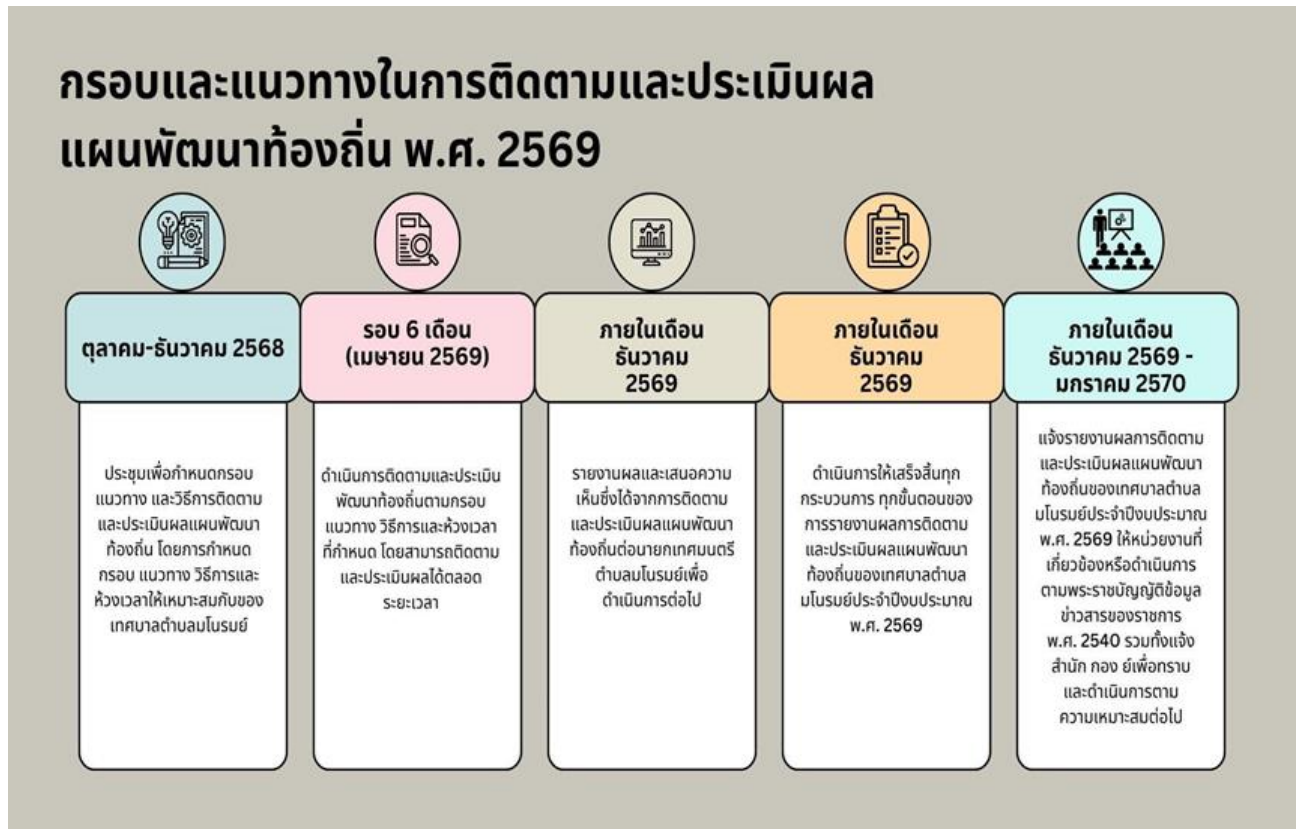 กรอบและแนวทางในการติดตามและประเมินผล
แผนพัฒนาท้องถิ่น พ.ศ. 2569
ตุลาคม-ธันวาคม 2568
ประชุมเพื่อกำหนดกรอบ
แนวทาง และวิธีการติดตาม
และประเมินผลแผนพัฒนา
ท้องถิ่น โดยการกำหนด
กรอบ แนวทาง วิธีการและ
ห้วงเวลาให้เหมาะสมกับของ
เทศบาลตำบลมโนรมย์
รอบ 6 เดือน
(เมษายน 2569)
ดำเนินการติดตามและประเมิน
พัฒนาท้องถิ่นตามกรอบ
แนวทาง วิธีการและห้วงเวลา
ที่กำหนด โดยสามารถติดตาม
และประเมินผลได้ตลอด
ระยะเวลา
ภายในเดือน
ธันวาคม
2569
รายงานผลและเสนอความ
เห็นซึ่งได้จากการติดตาม
และประเมินผลแผนพัฒนา
ท้องถิ่นต่อนายกเทศมนตรี
ตำบลมโนรมย์เพื่อ
ดำเนินการต่อไป
ภายในเดือน
ธันวาคม
2569
ดำเนินการให้เสร็จสิ้นทุก
กระบวนการ ทุกขั้นตอนของ
การรายงานผลการติดตาม
และประเมินผลแผนพัฒนา
ท้องถิ่นของเทศบาลตำบล
มโนรมย์ประจำปีงบประมาณ
พ.ศ. 2569
ภายในเดือน
ธันวาคม 2569 -
มกราคม 2570
แจ้งรายงานผลการติดตาม
และประเมินผลแผนพัฒนา
ท้องถิ่นของเทศบาลตำบล
มโนรมย์ประจำปีงบประมาณ
พ.ศ. 2569 ให้หน่วยงานที่
เกี่ยวข้องหรือดำเนินการ
ตามพระราชบัญญัติข้อมูล
ข่าวสารของราชการ
พ.ศ. 2540 รวมทั้งแจ้ง
สำนัก กอง ย์เพื่อทราบ
และดำเนินการตาม
ความเหมาะสมต่อไป